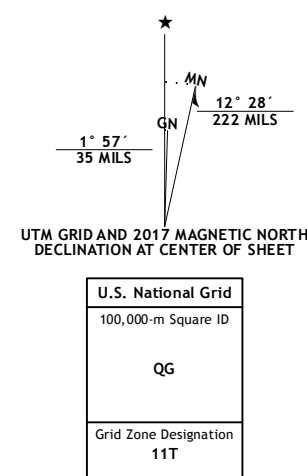 ★
MN
GN
12° 28´
222 MILS
1° 57´
35 MILS
UTM GRID AND 2017 MAGNETIC NORTH
DECLINATION AT CENTER OF SHEET
U.S. National Grid
100,000-m Square ID
QG
Grid Zone Designation
11T